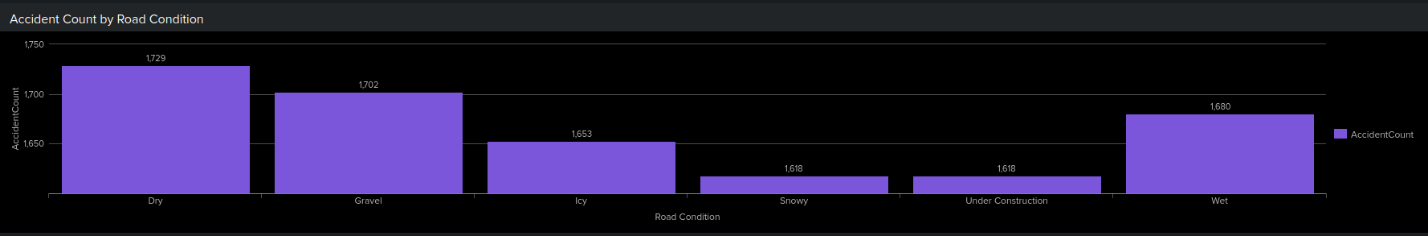 Accident Count by Road Condition
1,750
1,700
1,650
AccidentCount
1,729
1,702
1,653
1,618
1,618
1,680
Dry
Gravel
Icy
Snowy
Under Construction
Wet
Road Condition
AccidentCount